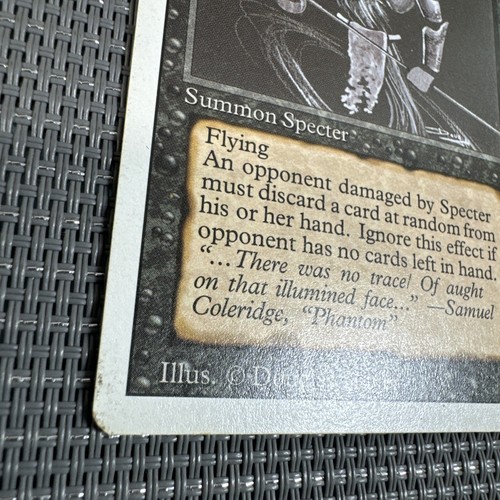 Summon Specter
Flying
An opponent damaged by Specter
must discard a card at random from
his or her hand. Ignore this effect if
opponent has no cards left in hand.
“...There was no trace! Of aught
on that illumined face...” —Samuel
Coleridge, “Phantom”
Illus. ©